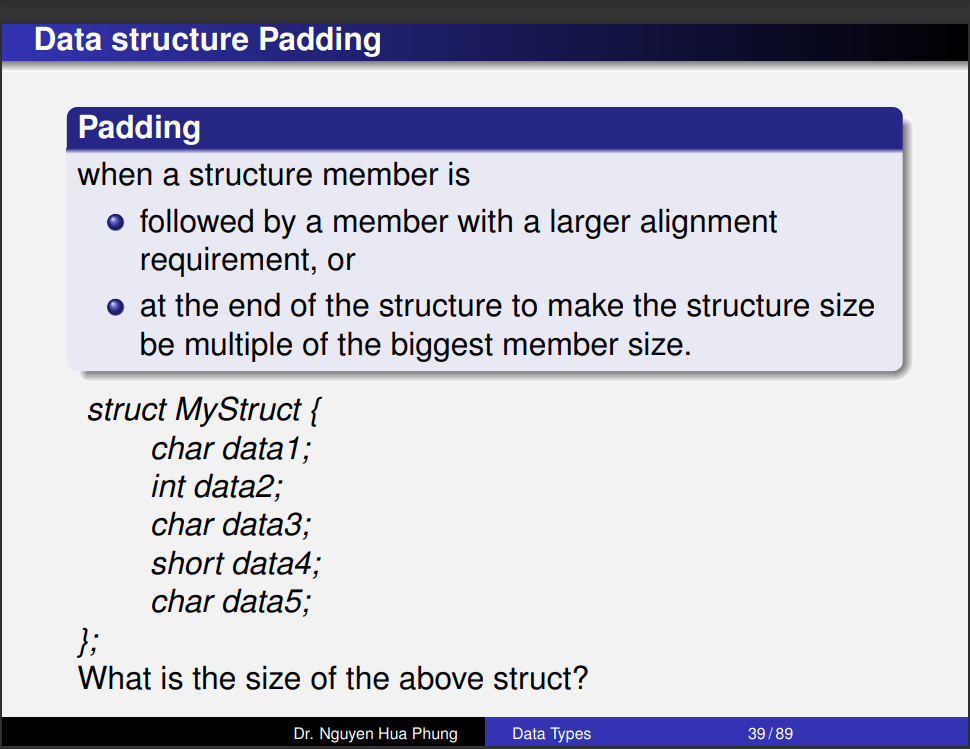 Data structure Padding
Padding
when a structure member is
followed by a member with a larger alignment
requirement, or
at the end of the structure to make the structure size
be multiple of the biggest member size.
struct MyStruct {
char data1;
int data2;
char data3;
short data4;
char data5;
};
What is the size of the above struct?
Dr. Nguyen Hua Phung Data Types 39 / 89